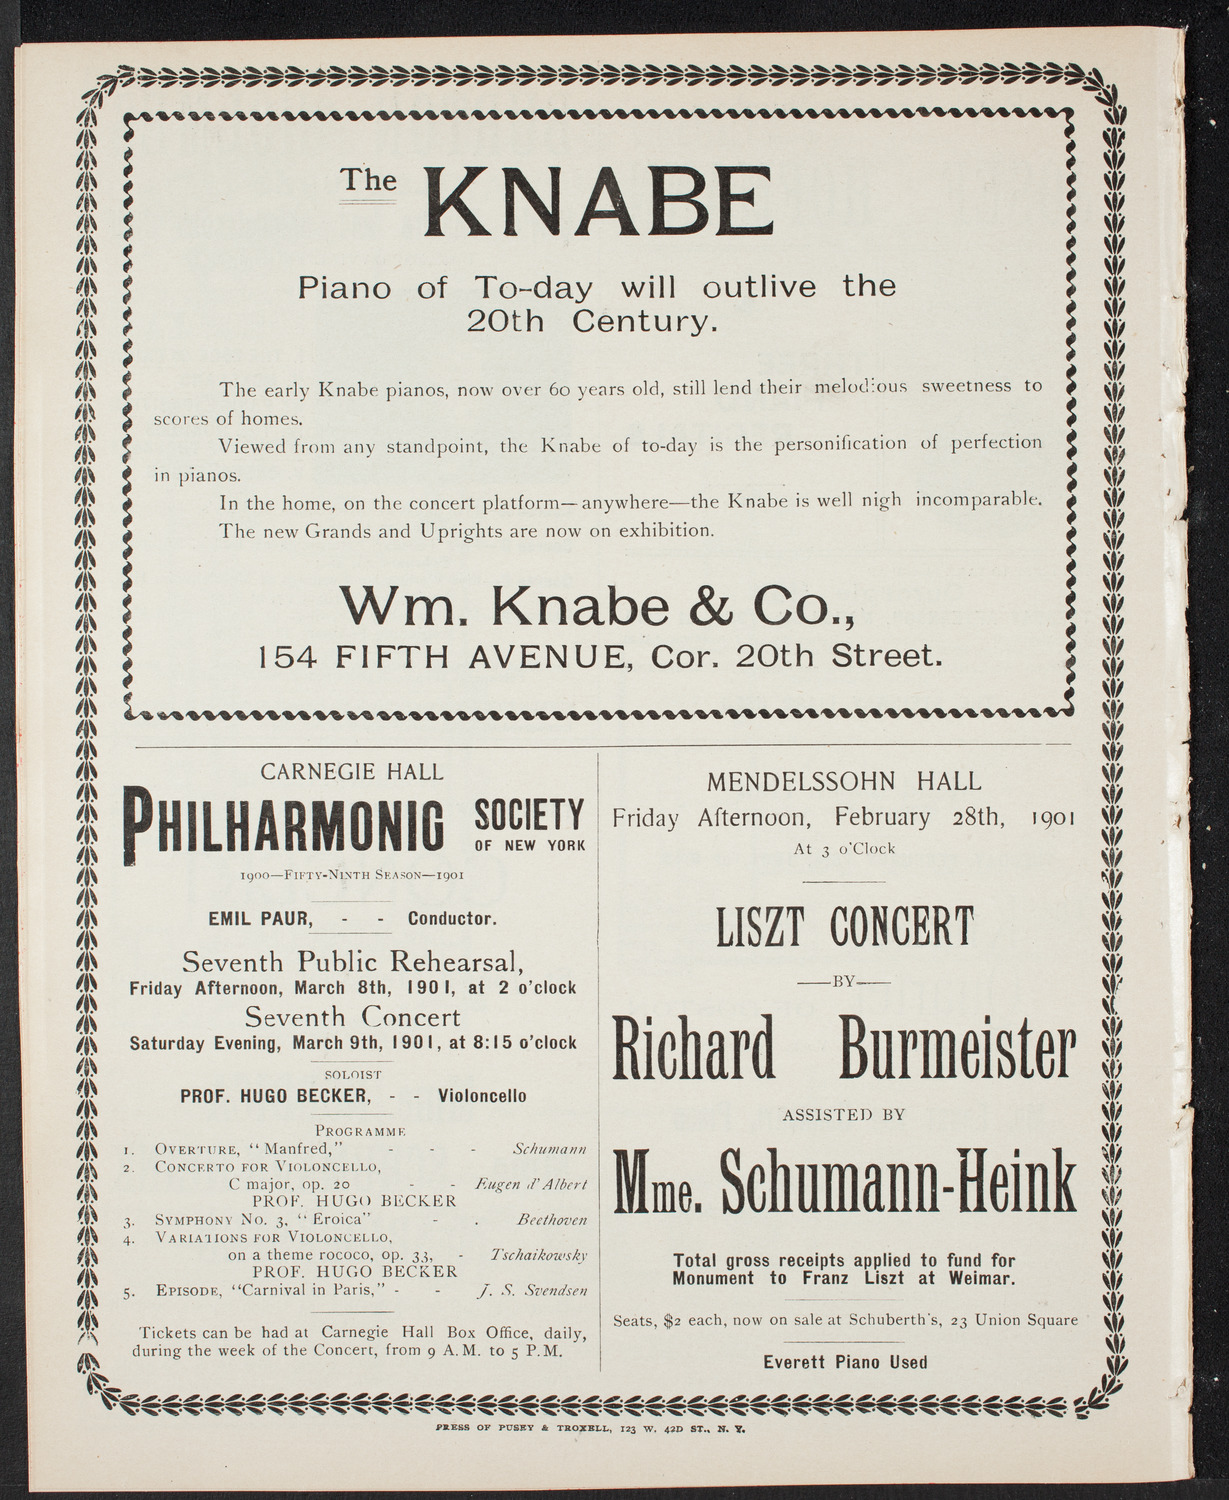 The KNABE
Piano of To-day will outlive the
20th Century.
The early Knabe pianos, now over 60 years old, still lend their melodious sweetness to
scores of homes.
Viewed from any standpoint, the Knabe of to-day is the personification of perfection
in pianos.
In the home, on the concert platform—anywhere—the Knabe is well nigh incomparable.
The new Grands and Uprights are now on exhibition.
Wm. Knabe & Co.,
154 FIFTH AVENUE, Cor. 20th Street.
CARNEGIE HALL
PHILHARMONIC SOCIETY
OF NEW YORK
1900—FIFTY-NINTH SEASON—1901
EMIL PAUR, - - Conductor.
Seventh Public Rehearsal,
Friday Afternoon, March 8th, 1901, at 2 o'clock
Seventh Concert
Saturday Evening, March 9th, 1901, at 8:15 o'clock
SOLOIST
PROF. HUGO BECKER, - - Violoncello
PROGRAMME
1. OVERTURE, "Manfred," - - - Schumann
2. CONCERTO FOR VIOLONCELLO,
C major, op. 20 - - Eugen d'Albert
PROF. HUGO BECKER
3. SYMPHONY NO. 3, "Eroica" - . Beethoven
4. VARIATIONS FOR VIOLONCELLO,
on a theme rococo, op. 33, - Tschaikowsky
PROF. HUGO BECKER
5. EPISODE, "Carnival in Paris," - - J. S. Svendsen
Tickets can be had at Carnegie Hall Box Office, daily,
during the week of the Concert, from 9 A.M. to 5 P.M.
MENDELSSOHN HALL
Friday Afternoon, February 28th, 1901
At 3 o'Clock
LISZT CONCERT
—BY—
Richard Burmeister
ASSISTED BY
Mme. Schumann-Heink
Total gross receipts applied to fund for
Monument to Franz Liszt at Weimar.
Seats, $2 each, now on sale at Schuberth's, 23 Union Square
Everett Piano Used
PRESS OF PUSEY & TROXELL, 123 W. 42D ST., N. Y.